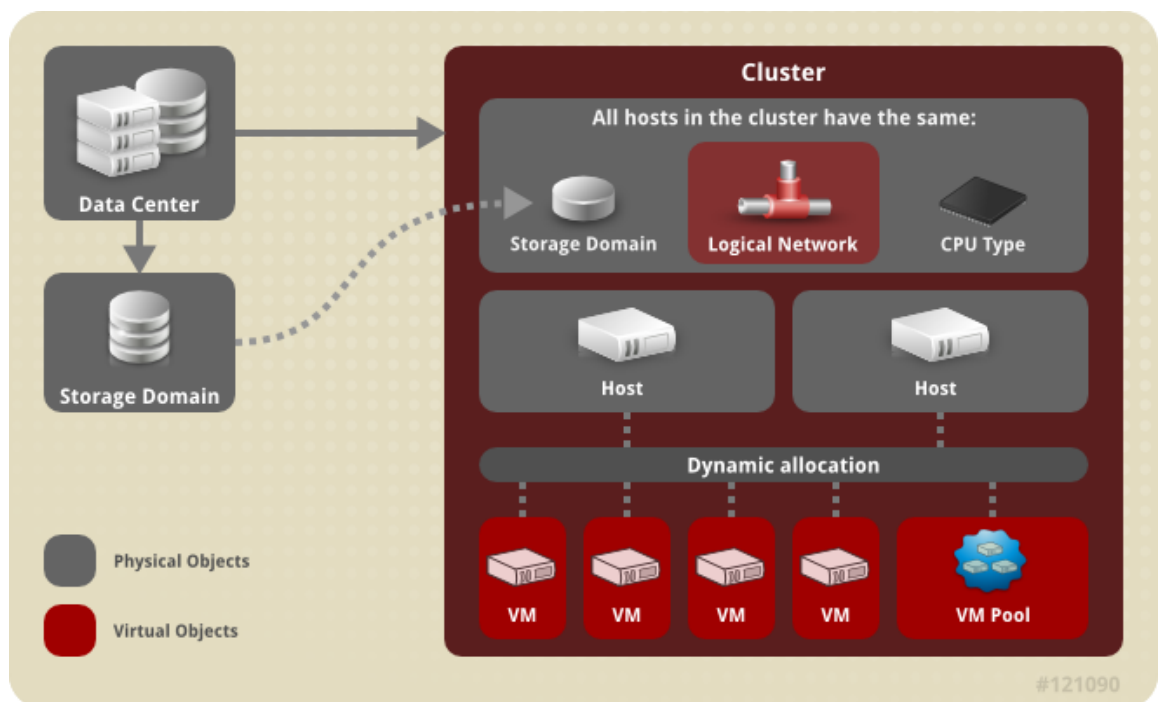 Cluster
All hosts in the cluster have the same:
Data Center
Storage Domain
Logical Network
CPU Type
Storage Domain
Host
Host
Dynamic allocation
Physical Objects
Virtual Objects
VM
VM
VM
VM
VM Pool
#121090